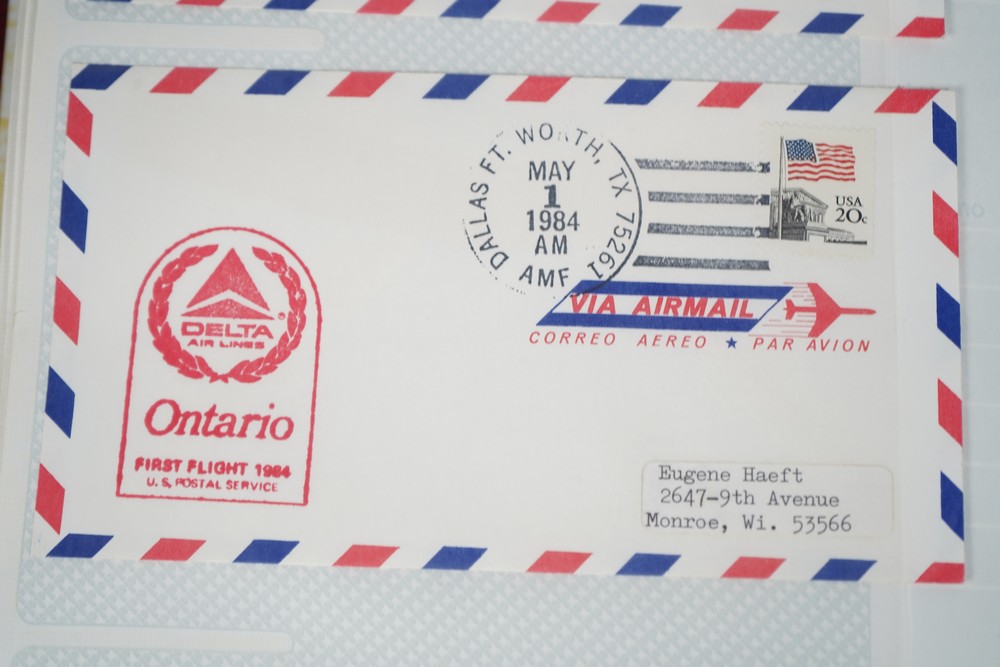 DALLAS FT. WORTH, TX 75261
MAY
1
1984
AM
AMF
USA
20c
VIA AIRMAIL
CORREO AEREO ★ PAR AVION
DELTA®
AIR LINES
Ontario
FIRST FLIGHT 1984
U.S. POSTAL SERVICE
Eugene Haeft
2647-9th Avenue
Monroe, Wi. 53566